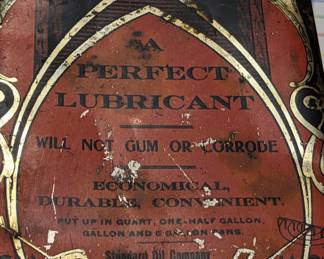 A
PERFECT
LUBRICANT
WILL NOT GUM OR CORRODE
ECONOMICAL,
DURABLE, CONVENIENT.
PUT UP IN QUART, ONE-HALF GALLON,
GALLON AND 5 GALLON CANS.
Standard Oil Company